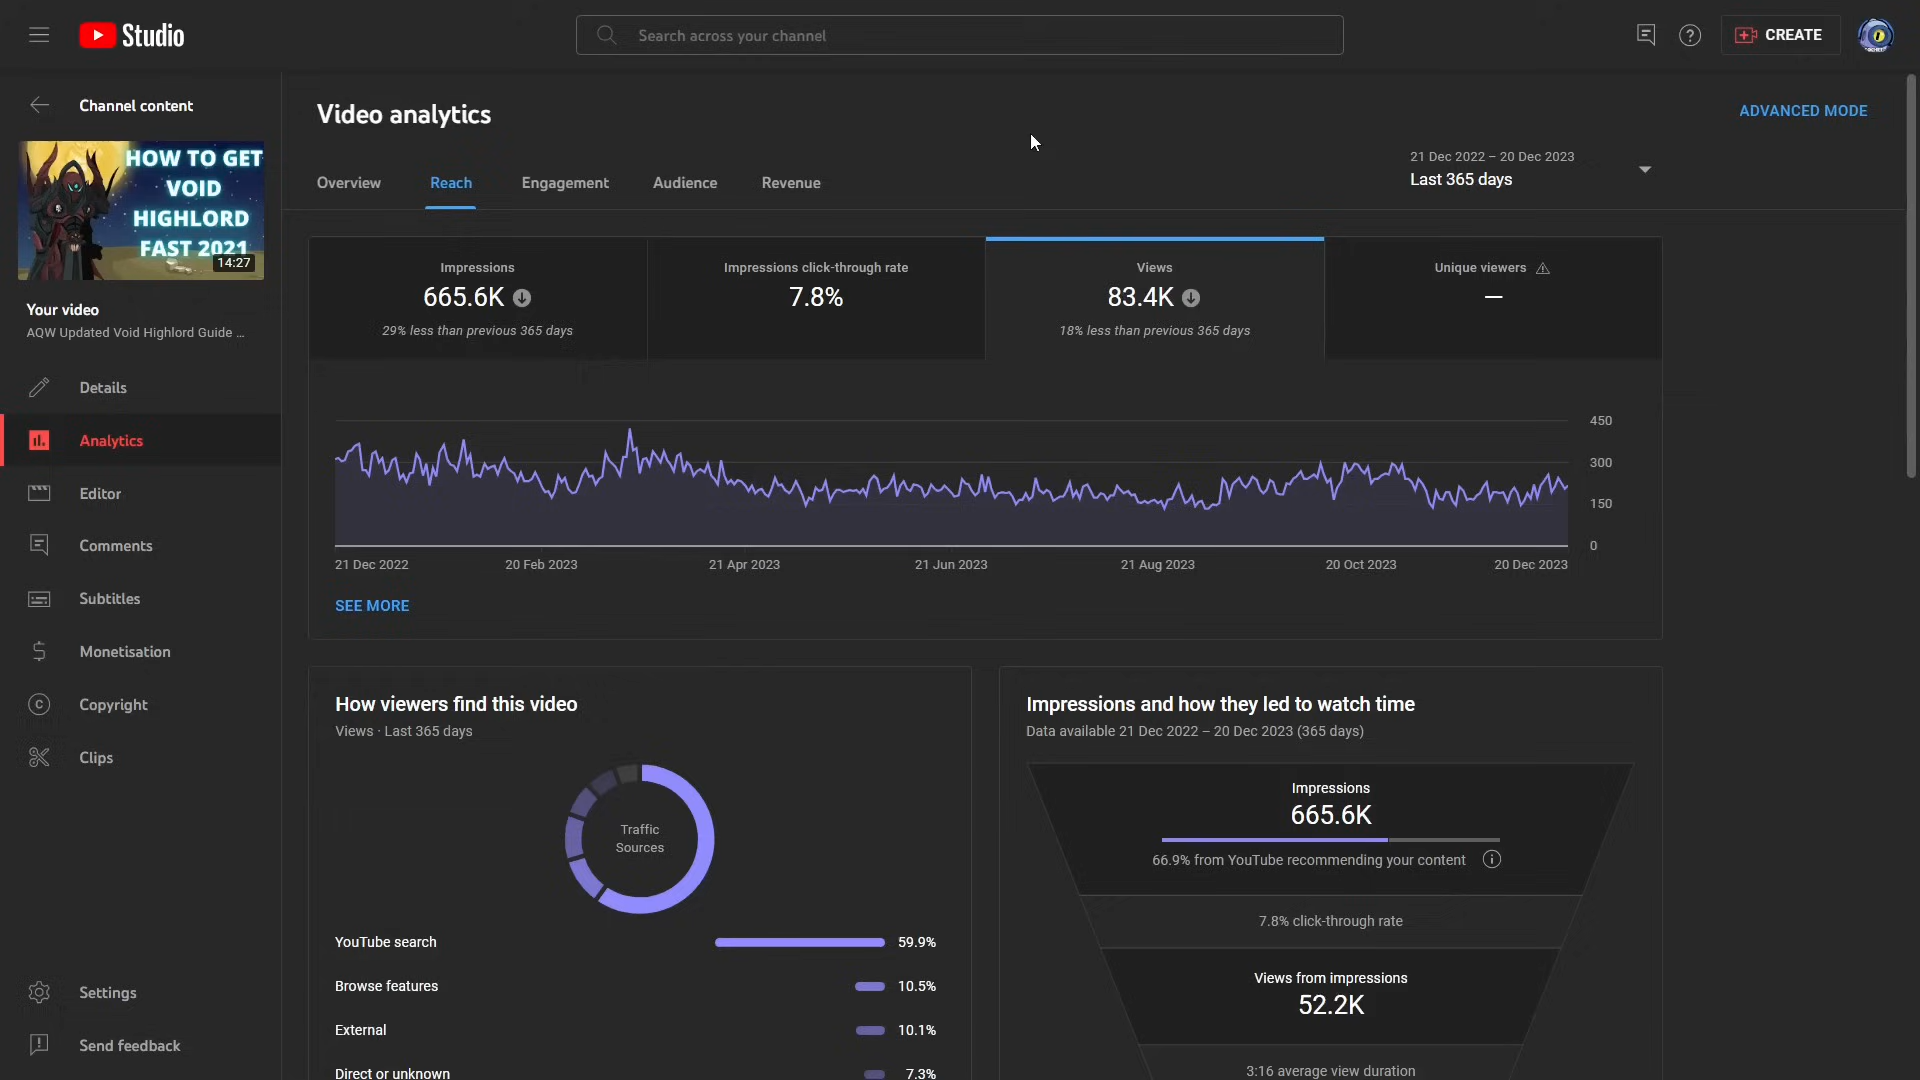 Studio
Search across your channel
CREATE
Channel content
HOW TO GET
VOID
HIGHLORD
FAST 2021
14:27
Your video
AQW Updated Void Highlord Guide ...
Details
Analytics
Editor
Comments
Subtitles
Monetisation
Copyright
Clips
Settings
Send feedback
Video analytics
ADVANCED MODE
Overview
Reach
Engagement
Audience
Revenue
21 Dec 2022 – 20 Dec 2023
Last 365 days
Impressions
665.6K
29% less than previous 365 days
Impressions click-through rate
7.8%
Views
83.4K
18% less than previous 365 days
Unique viewers
—
450
300
150
0
21 Dec 2022
20 Feb 2023
21 Apr 2023
21 Jun 2023
21 Aug 2023
20 Oct 2023
20 Dec 2023
SEE MORE
How viewers find this video
Views · Last 365 days
Traffic
Sources
YouTube search 59.9%
Browse features 10.5%
External 10.1%
Direct or unknown 7.3%
Impressions and how they led to watch time
Data available 21 Dec 2022 – 20 Dec 2023 (365 days)
Impressions
665.6K
66.9% from YouTube recommending your content
7.8% click-through rate
Views from impressions
52.2K
3:16 average view duration